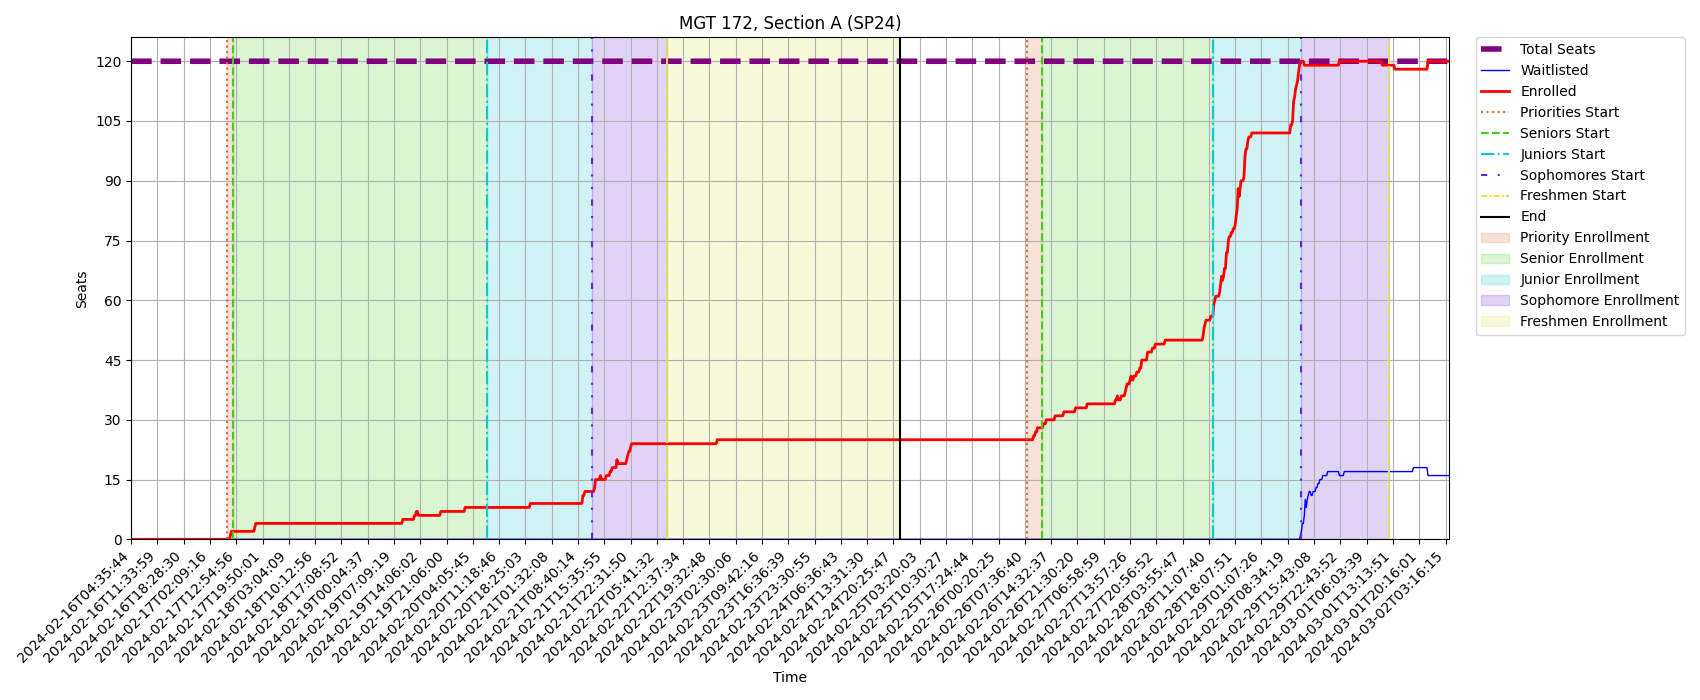 MGT 172, Section A (SP24)
Seats
120
105
90
75
60
45
30
15
0
2024-02-16T04:35:44
2024-02-16T11:33:59
2024-02-16T18:28:30
2024-02-17T02:09:16
2024-02-17T12:54:56
2024-02-17T19:50:01
2024-02-18T03:04:09
2024-02-18T10:12:56
2024-02-18T17:08:52
2024-02-19T00:04:37
2024-02-19T07:09:19
2024-02-19T14:06:02
2024-02-19T21:06:00
2024-02-20T04:05:45
2024-02-20T11:18:46
2024-02-20T18:25:03
2024-02-21T01:32:08
2024-02-21T08:40:14
2024-02-21T15:35:55
2024-02-21T22:31:50
2024-02-22T05:41:32
2024-02-22T12:37:34
2024-02-22T19:32:48
2024-02-23T02:30:06
2024-02-23T09:42:16
2024-02-23T16:36:39
2024-02-23T23:30:55
2024-02-24T06:36:43
2024-02-24T13:31:30
2024-02-24T20:25:47
2024-02-25T03:20:03
2024-02-25T10:30:27
2024-02-25T17:24:44
2024-02-26T00:20:25
2024-02-26T07:36:40
2024-02-26T14:32:37
2024-02-26T21:30:20
2024-02-27T06:58:59
2024-02-27T13:57:26
2024-02-27T20:56:52
2024-02-28T03:55:47
2024-02-28T11:07:40
2024-02-28T18:07:51
2024-02-29T01:07:26
2024-02-29T08:34:19
2024-02-29T15:43:08
2024-02-29T22:43:52
2024-03-01T06:03:39
2024-03-01T13:13:51
2024-03-01T20:16:01
2024-03-02T03:16:15
Time
Total Seats
Waitlisted
Enrolled
Priorities Start
Seniors Start
Juniors Start
Sophomores Start
Freshmen Start
End
Priority Enrollment
Senior Enrollment
Junior Enrollment
Sophomore Enrollment
Freshmen Enrollment